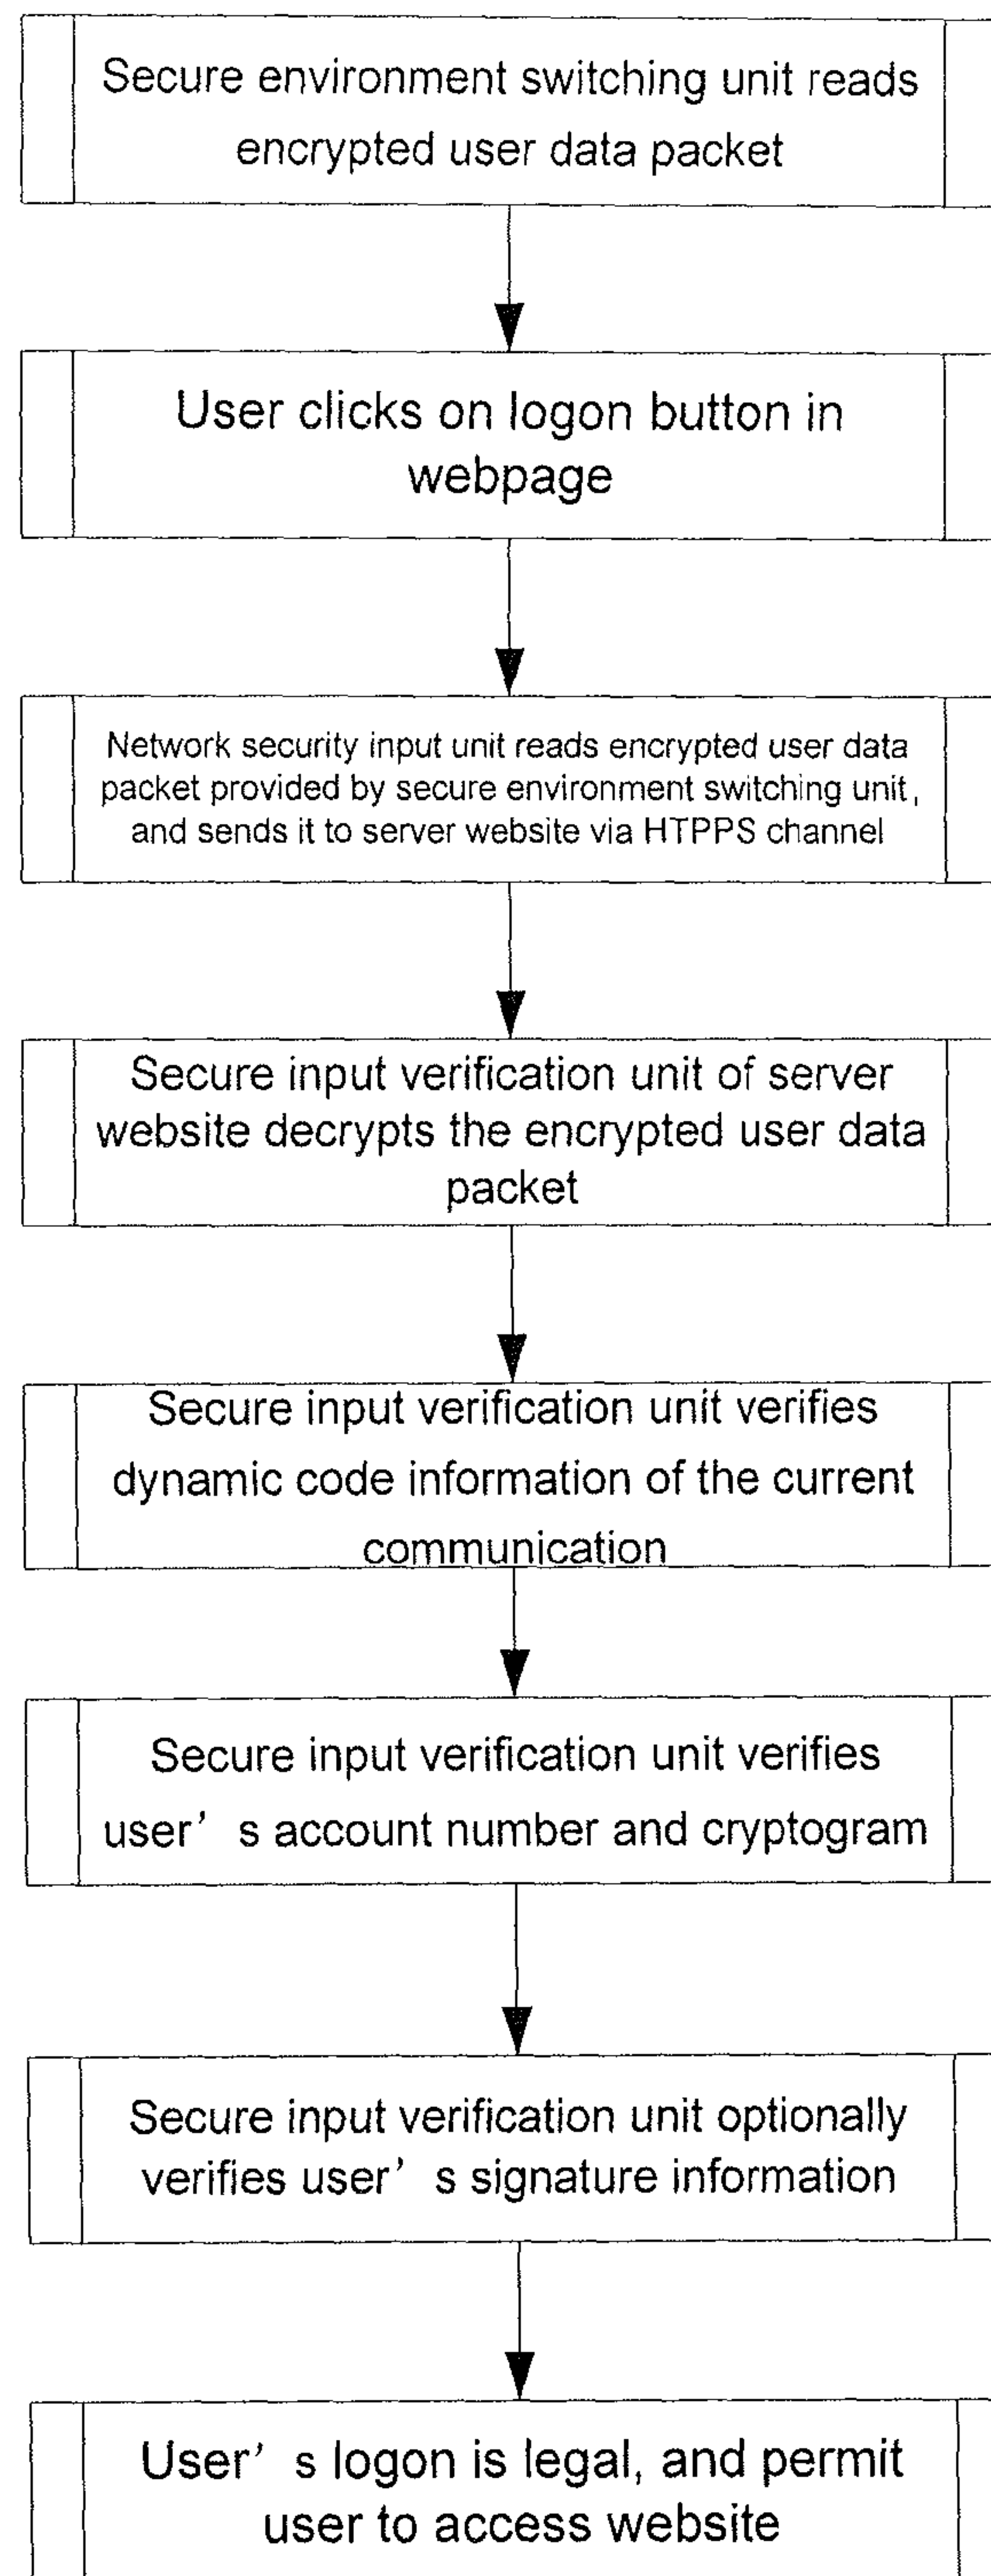 Secure environment switching unit reads
encrypted user data packet
User clicks on logon button in
webpage
Network security input unit reads encrypted user data
packet provided by secure environment switching unit,
and sends it to server website via HTPPS channel
Secure input verification unit of server
website decrypts the encrypted user data
packet
Secure input verification unit verifies
dynamic code information of the current
communication
Secure input verification unit verifies
user’ s account number and cryptogram
Secure input verification unit optionally
verifies user’ s signature information
User’ s logon is legal, and permit
user to access website